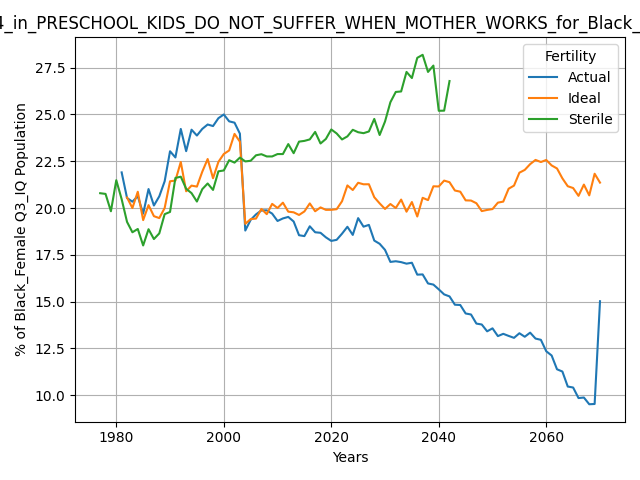 4_in_PRESCHOOL_KIDS_DO_NOT_SUFFER_WHEN_MOTHER_WORKS_for_Black_
% of Black_Female Q3_IQ Population
27.5
25.0
22.5
20.0
17.5
15.0
12.5
10.0
Fertility
Actual
Ideal
Sterile
1980
2000
2020
2040
2060
Years